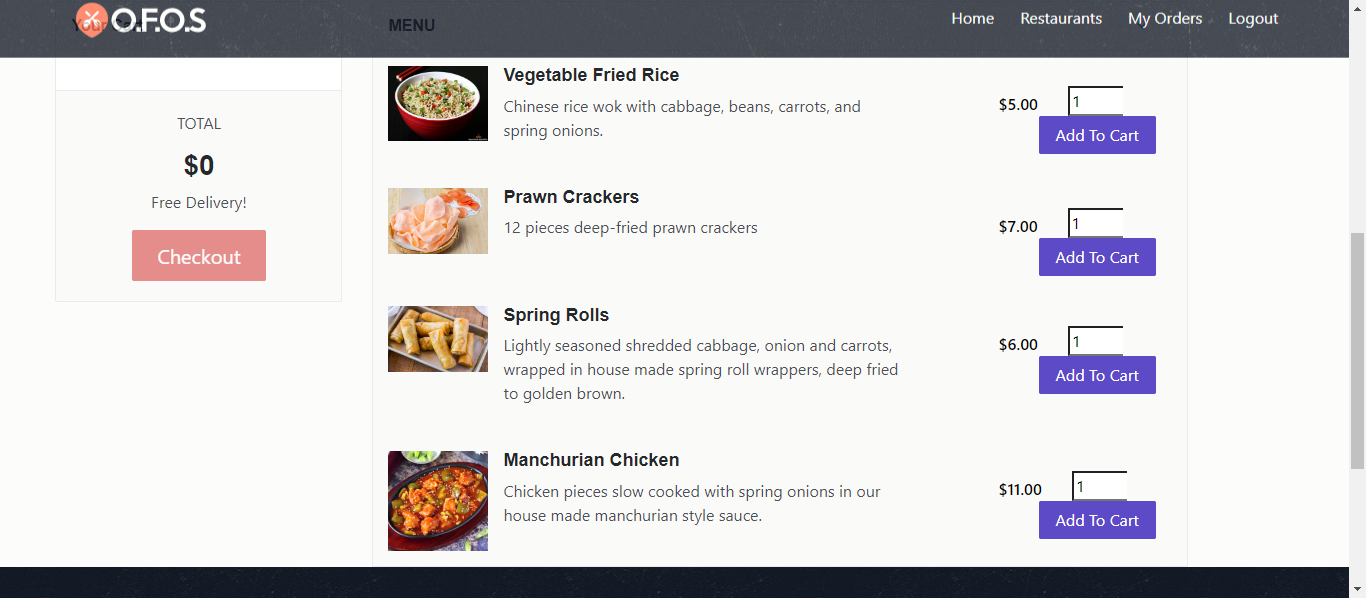 O.F.O.S
Home
Restaurants
My Orders
Logout
MENU
TOTAL
$0
Free Delivery!
Checkout
Vegetable Fried Rice
Chinese rice wok with cabbage, beans, carrots, and
spring onions.
$5.00
1
Add To Cart
Prawn Crackers
12 pieces deep-fried prawn crackers
$7.00
1
Add To Cart
Spring Rolls
Lightly seasoned shredded cabbage, onion and carrots,
wrapped in house made spring roll wrappers, deep fried
to golden brown.
$6.00
1
Add To Cart
Manchurian Chicken
Chicken pieces slow cooked with spring onions in our
house made manchurian style sauce.
$11.00
1
Add To Cart